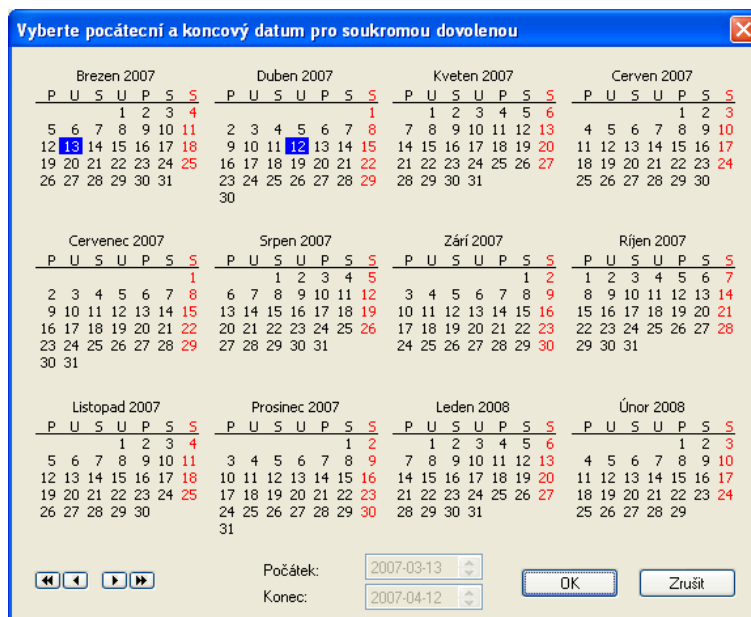 Vyberte pocátecní a koncový datum pro soukromou dovolenou
Brezen 2007
P U S U P S S
1 2 3 4
5 6 7 8 9 10 11
12 13 14 15 16 17 18
19 20 21 22 23 24 25
26 27 28 29 30 31
Duben 2007
P U S U P S S
1
2 3 4 5 6 7 8
9 10 11 12 13 14 15
16 17 18 19 20 21 22
23 24 25 26 27 28 29
30
Kveten 2007
P U S U P S S
1 2 3 4 5 6
7 8 9 10 11 12 13
14 15 16 17 18 19 20
21 22 23 24 25 26 27
28 29 30 31
Cerven 2007
P U S U P S S
1 2 3
4 5 6 7 8 9 10
11 12 13 14 15 16 17
18 19 20 21 22 23 24
25 26 27 28 29 30
Cervenec 2007
P U S U P S S
1
2 3 4 5 6 7 8
9 10 11 12 13 14 15
16 17 18 19 20 21 22
23 24 25 26 27 28 29
30 31
Srpen 2007
P U S U P S S
1 2 3 4 5
6 7 8 9 10 11 12
13 14 15 16 17 18 19
20 21 22 23 24 25 26
27 28 29 30 31
Zárí 2007
P U S U P S S
1 2
3 4 5 6 7 8 9
10 11 12 13 14 15 16
17 18 19 20 21 22 23
24 25 26 27 28 29 30
Ríjen 2007
P U S U P S S
1 2 3 4 5 6 7
8 9 10 11 12 13 14
15 16 17 18 19 20 21
22 23 24 25 26 27 28
29 30 31
Listopad 2007
P U S U P S S
1 2 3 4
5 6 7 8 9 10 11
12 13 14 15 16 17 18
19 20 21 22 23 24 25
26 27 28 29 30
Prosinec 2007
P U S U P S S
1 2
3 4 5 6 7 8 9
10 11 12 13 14 15 16
17 18 19 20 21 22 23
24 25 26 27 28 29 30
31
Leden 2008
P U S U P S S
1 2 3 4 5 6
7 8 9 10 11 12 13
14 15 16 17 18 19 20
21 22 23 24 25 26 27
28 29 30 31
Únor 2008
P U S U P S S
1 2 3
4 5 6 7 8 9 10
11 12 13 14 15 16 17
18 19 20 21 22 23 24
25 26 27 28 29
Počátek: 2007-03-13
Konec: 2007-04-12
OK
Zrušit